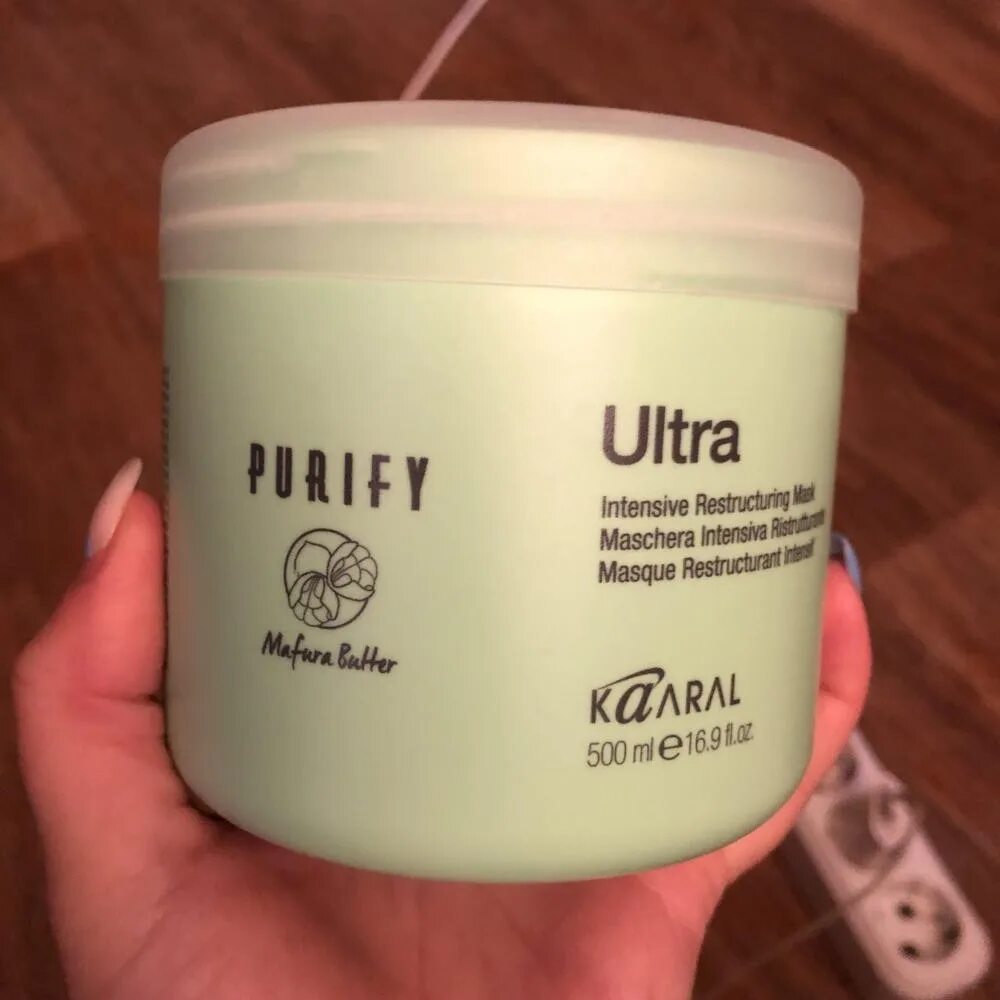 PURIFY
Mafura Butter
Ultra
Intensive Restructuring Mask
Maschera Intensiva Ristrutturante
Masque Restructurant Intensif
KAARAL
500 ml e 16.9 fl.oz.